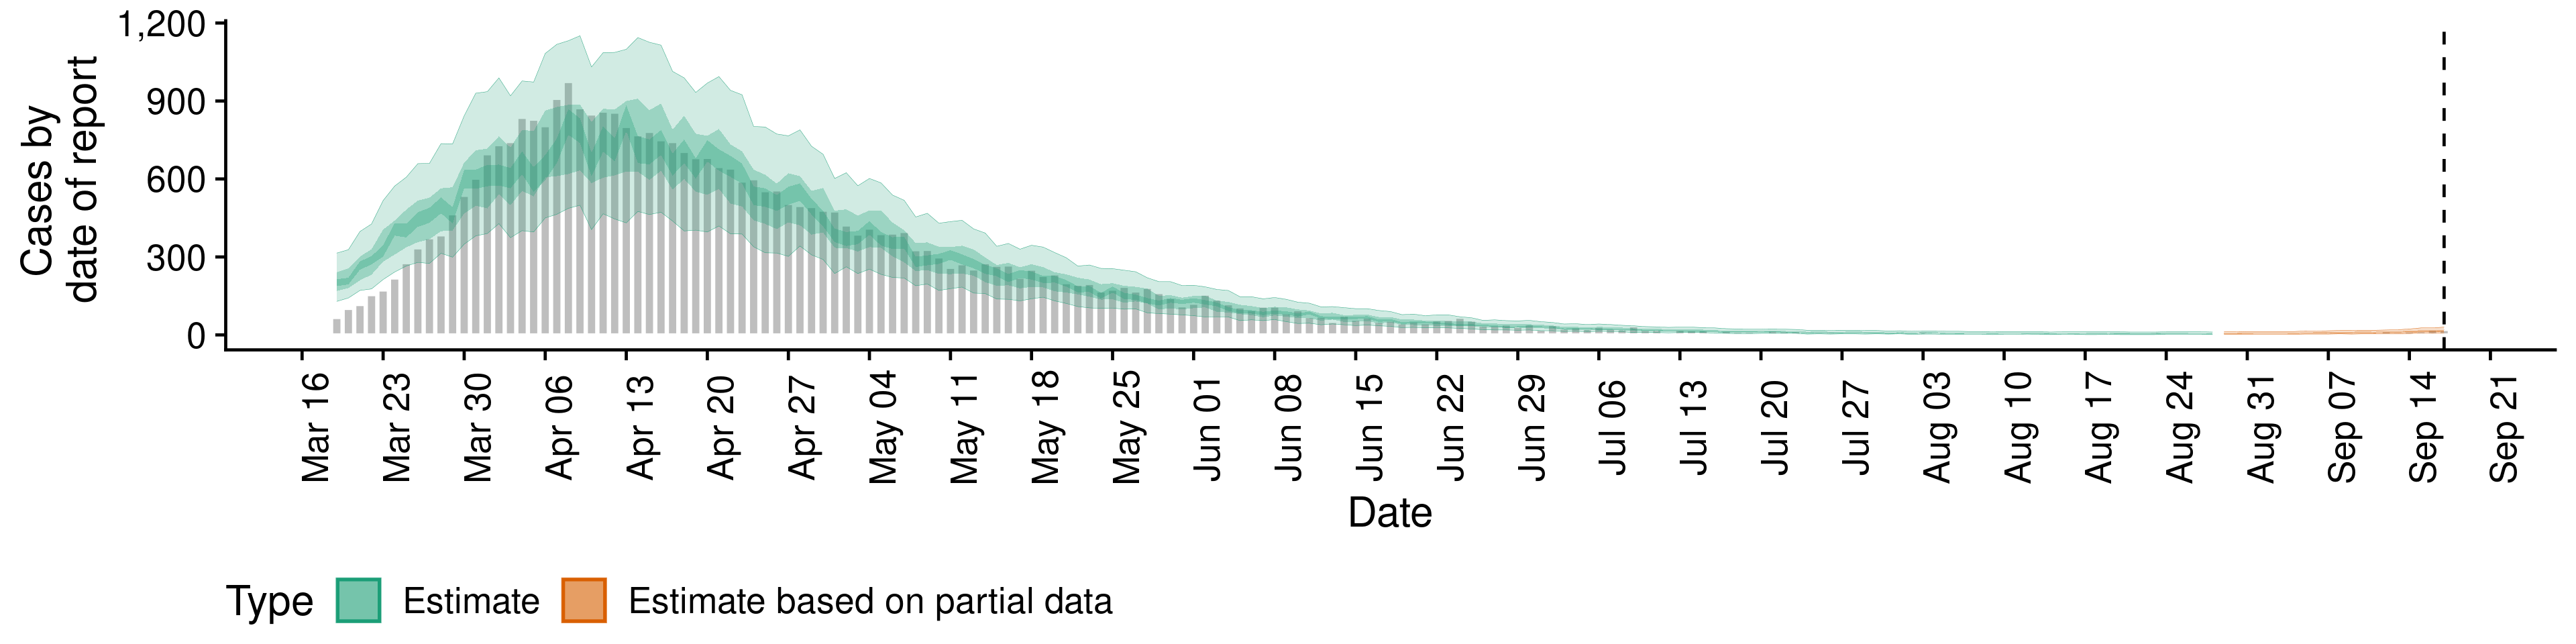 Cases by
date of report
1,200
900
600
300
0
Mar 16
Mar 23
Mar 30
Apr 06
Apr 13
Apr 20
Apr 27
May 04
May 11
May 18
May 25
Jun 01
Jun 08
Jun 15
Jun 22
Jun 29
Jul 06
Jul 13
Jul 20
Jul 27
Aug 03
Aug 10
Aug 17
Aug 24
Aug 31
Sep 07
Sep 14
Sep 21
Date
Type Estimate Estimate based on partial data